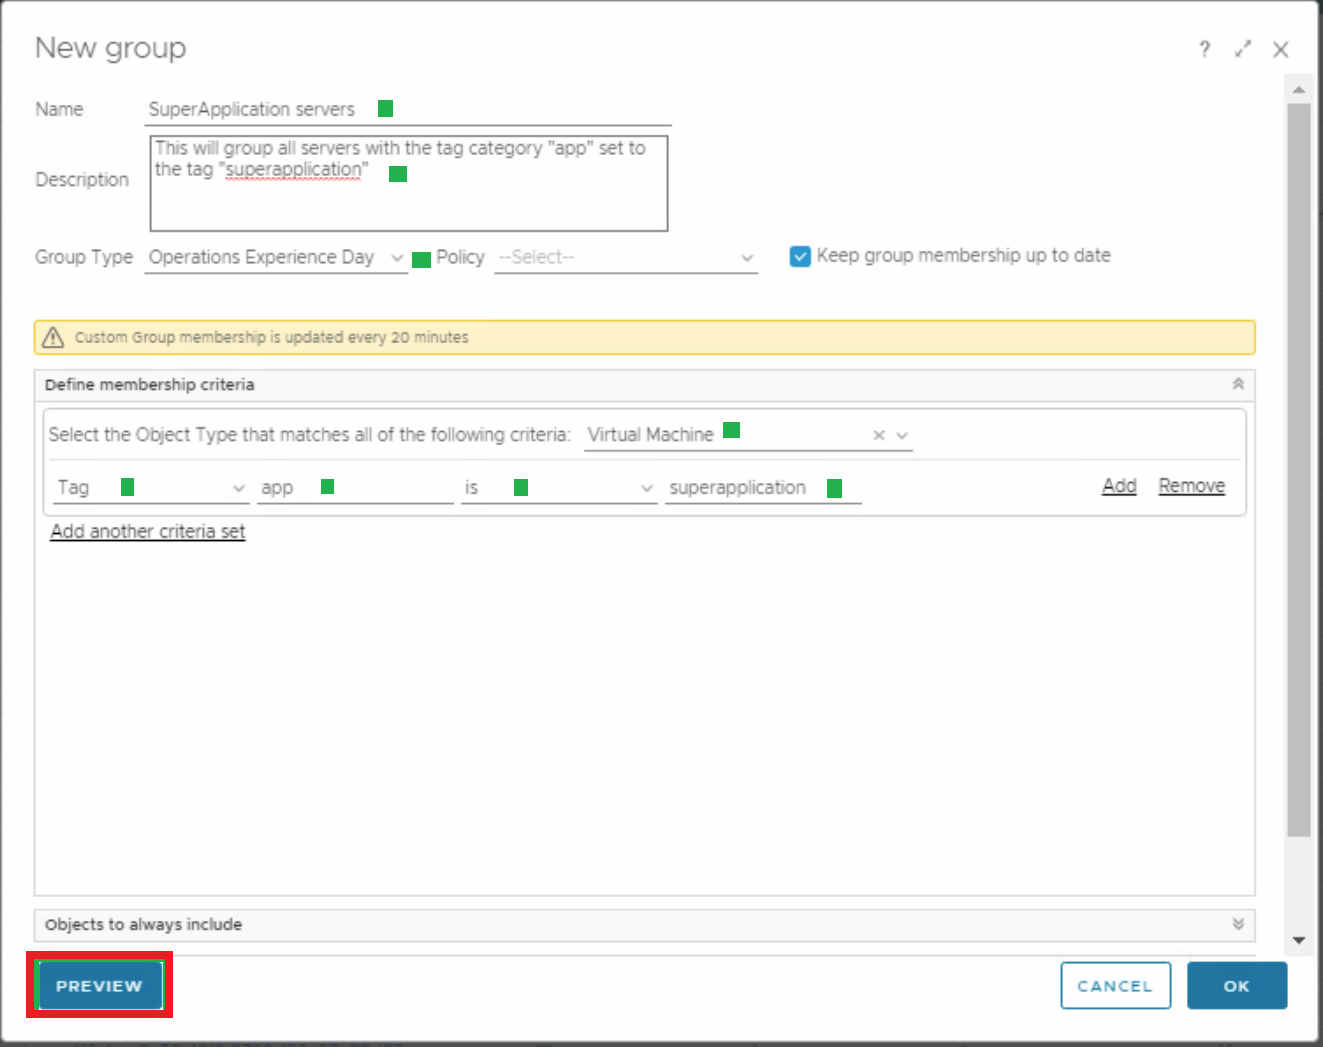 New group
?
Name SuperApplication servers
Description
This will group all servers with the tag category "app" set to
the tag "superapplication"
Group Type Operations Experience Day Policy --Select-- Keep group membership up to date
Custom Group membership is updated every 20 minutes
Define membership criteria
Select the Object Type that matches all of the following criteria: Virtual Machine
Tag app is superapplication Add Remove
Add another criteria set
Objects to always include
PREVIEW CANCEL OK